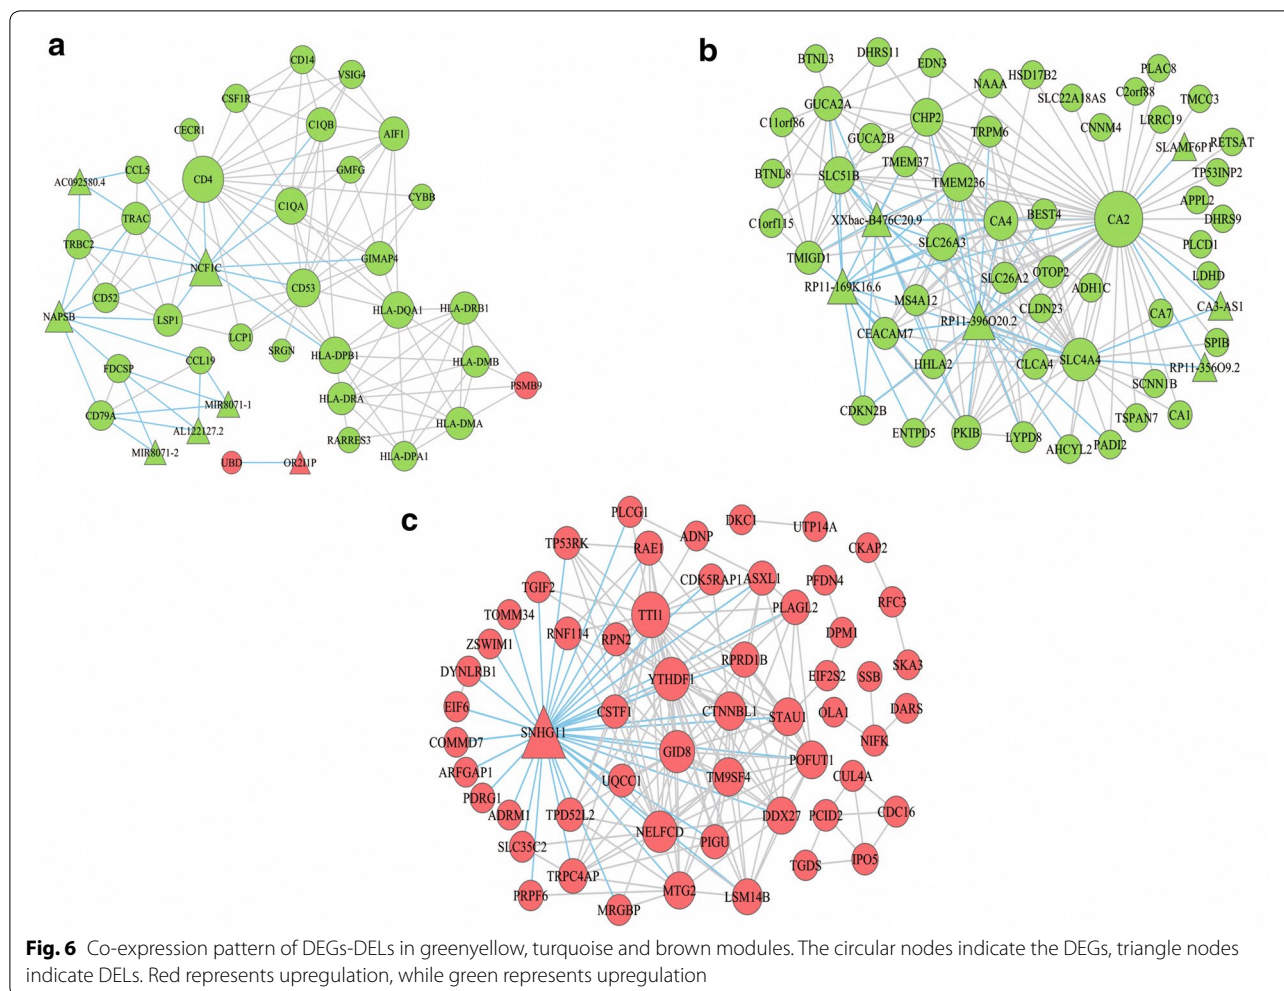 a
CD14
VSIG4
CSF1R
C1QB
AIF1
CECR1
CCL5
AC092580.4
CD4
GMFG
CYBB
C1QA
TRAC
TRBC2
NCF1C
GIMAP4
CD53
CD52
NAPSB
LSP1
HLA-DQA1
HLA-DRB1
LCP1
SRGN
HLA-DPB1
HLA-DMB
FDCSP
CCL19
PSMB9
HLA-DRA
MIR8071-1
CD79A
AL122127.2
HLA-DMA
RARRES3
MIR8071-2
UBD
OR2I1P
HLA-DPA1
b
BTNL3
DHRS11
EDN3
NAAA
HSD17B2
PLAC8
SLC22A18AS
C2orf88
TMCC3
GUCA2A
C11orf86
CHP2
GUCA2B
TRPM6
CNNM4
LRRC19
SLAMF6P1
RETSAT
BTNL8
SLC51B
TMEM37
TMEM236
TP53INP2
APPL2
C1orf115
XXbac-B476C20.9
CA4
BEST4
CA2
DHRS9
SLC26A3
PLCD1
TMIGD1
RP11-169K16.6
SLC26A2
OTOP2
ADH1C
LDHD
MS4A12
CLDN23
CA7
CA3-AS1
CEACAM7
RP11-396O20.2
HHLA2
CLCA4
SLC4A4
SPIB
RP11-356O9.2
SCNN1B
CDKN2B
ENTPD5
PKIB
LYPD8
AHCYL2
PADI2
TSPAN7
CA1
c
PLCG1
ADNP
DKC1
UTP14A
TP53RK
RAE1
CKAP2
TGIF2
CDK5RAP1
ASXL1
PFDN4
TOMM34
TTI1
PLAGL2
RFC3
ZSWIM1
RNF114
RPN2
DPM1
DYNLRB1
YTHDF1
RPRD1B
EIF2S2
SSB
SKA3
EIF6
SNHG11
CSTF1
CTNNBL1
STAU1
OLA1
DARS
COMMD7
NIFK
ARFGAP1
GID8
POFUT1
UQCC1
TM9SF4
CUL4A
PDRG1
ADRM1
TPD52L2
DDX27
PCID2
CDC16
SLC35C2
NELFCD
PIGU
TGDS
IPO5
TRPC4AP
PRPF6
MTG2
LSM14B
MRGBP
Fig. 6 Co-expression pattern of DEGs-DELs in greenyellow, turquoise and brown modules. The circular nodes indicate the DEGs, triangle nodes
indicate DELs. Red represents upregulation, while green represents upregulation